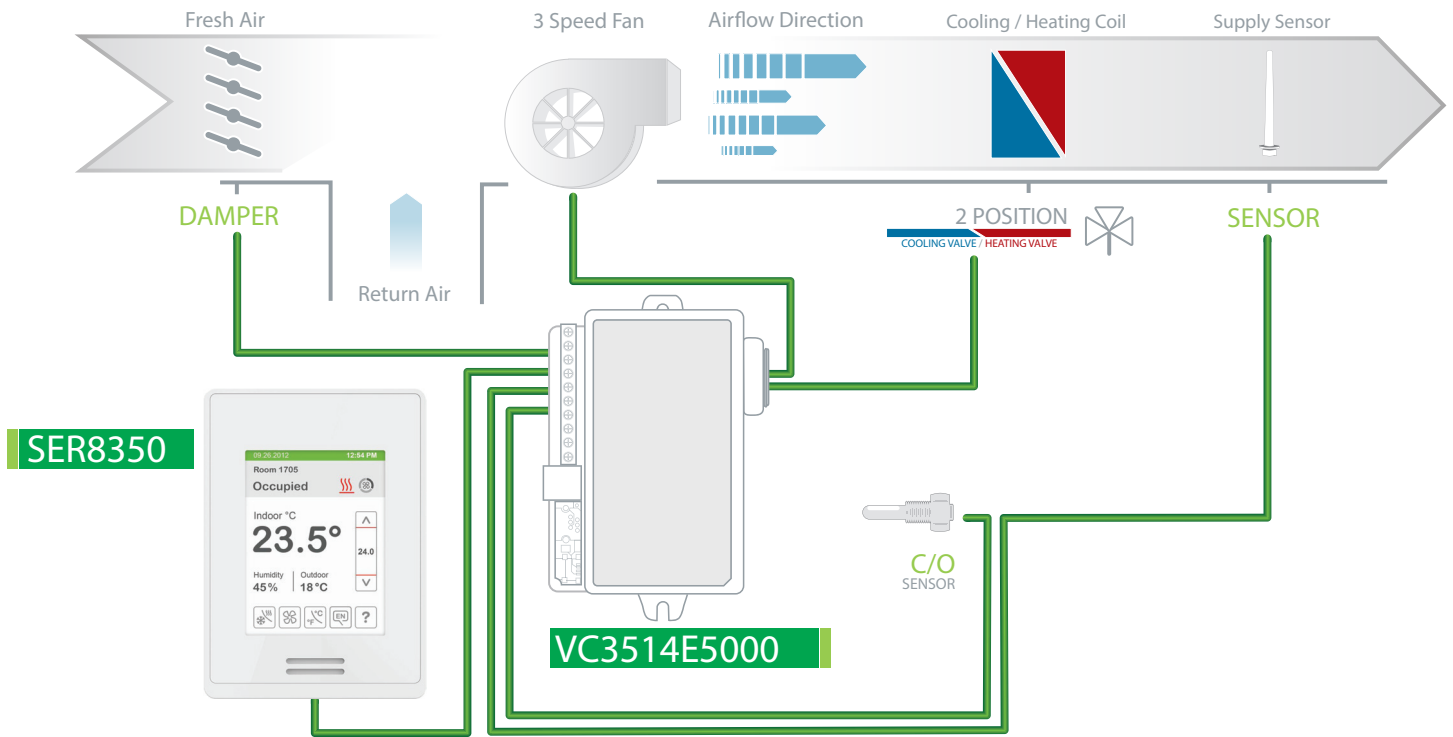 Fresh Air
3 Speed Fan
Airflow Direction
Cooling / Heating Coil
Supply Sensor
DAMPER
Return Air
2 POSITION
COOLING VALVE / HEATING VALVE
SENSOR
SER8350
09.26.2012 12:54 PM
Room 1705
Occupied
Indoor °C
23.5°
24.0
Humidity
45%
Outdoor
18°C
°C
°F
EN
?
C/O
SENSOR
VC3514E5000